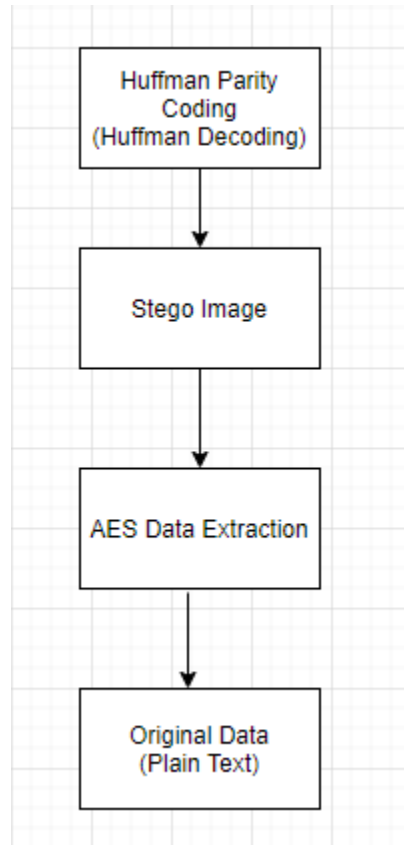 Huffman Parity
Coding
(Huffman Decoding)
Stego Image
AES Data Extraction
Original Data
(Plain Text)